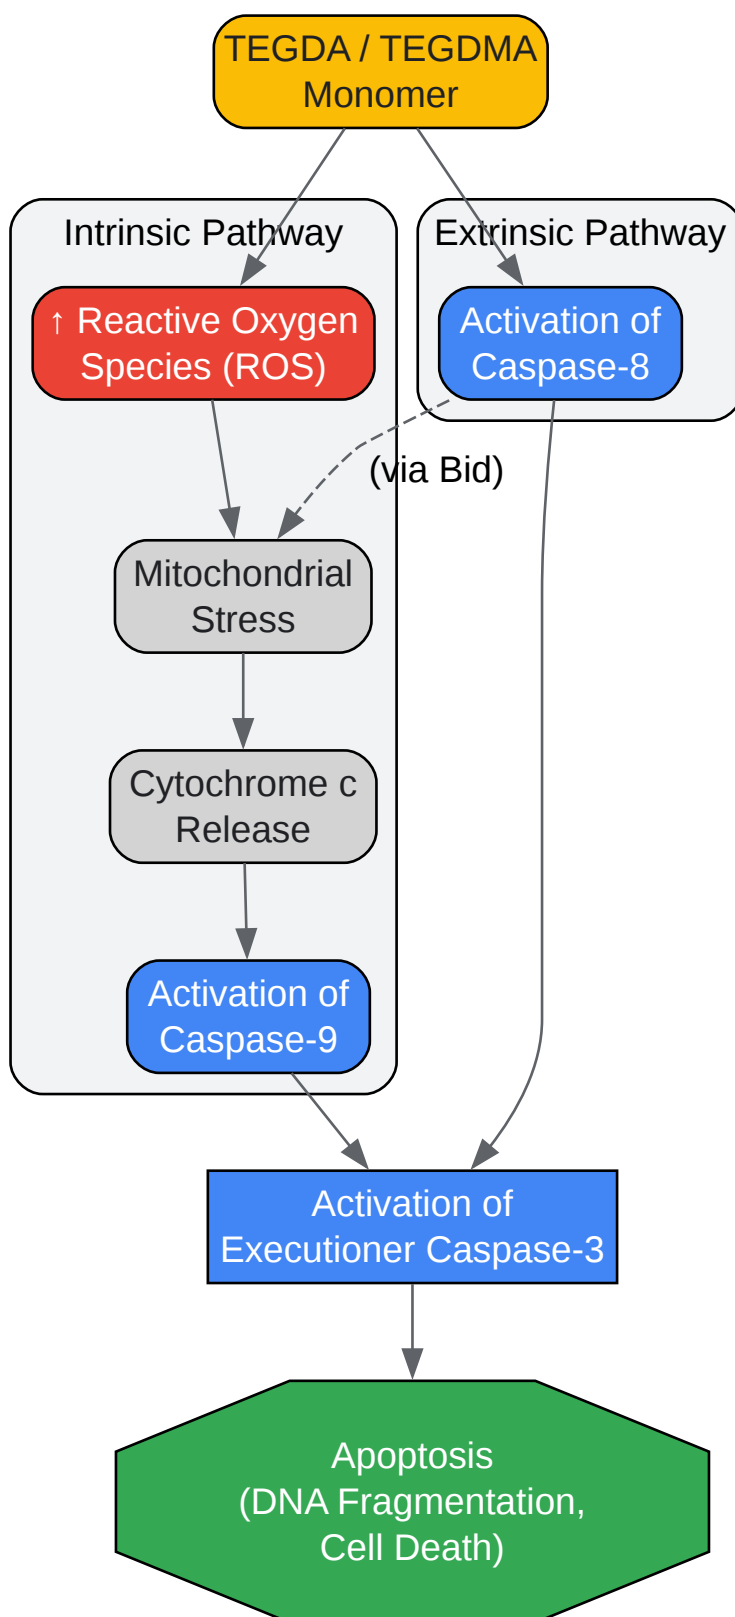 TEGDA / TEGDMA
Monomer
Intrinsic Pathway
Extrinsic Pathway
↑ Reactive Oxygen
Species (ROS)
Activation of
Caspase-8
(via Bid)
Mitochondrial
Stress
Cytochrome c
Release
Activation of
Caspase-9
Activation of
Executioner Caspase-3
Apoptosis
(DNA Fragmentation,
Cell Death)